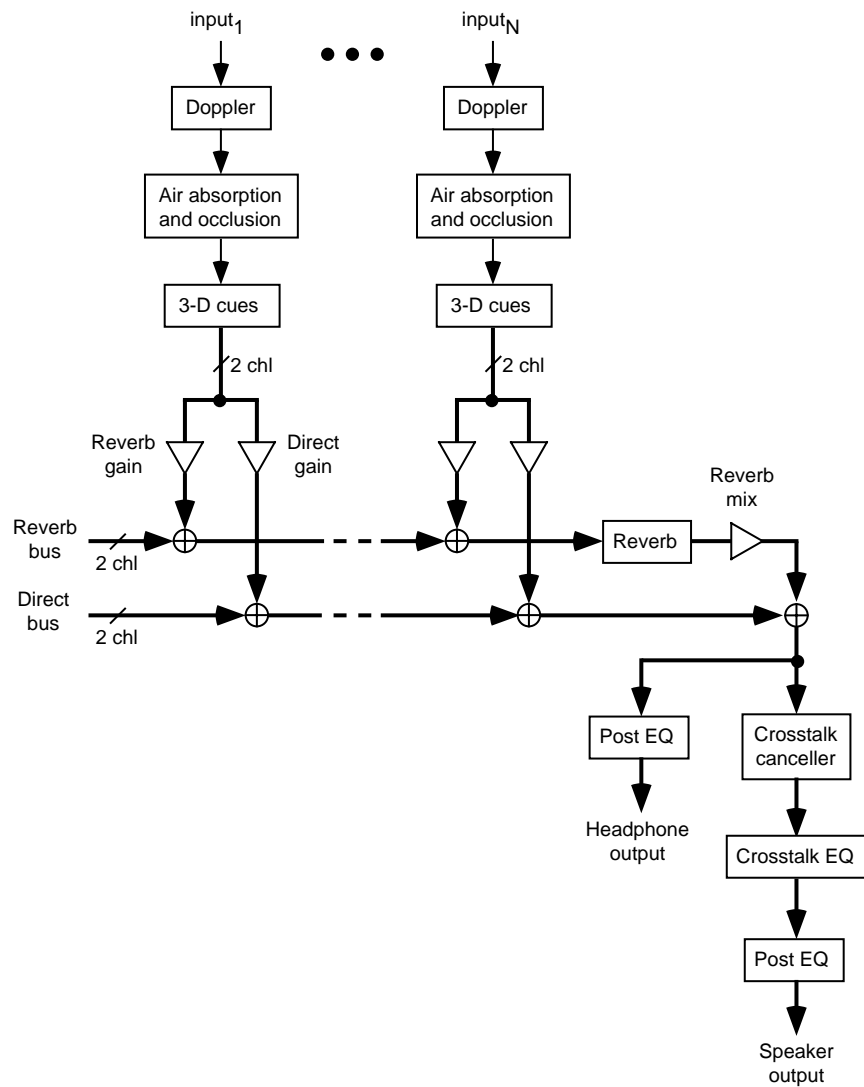 input1
inputN
Doppler
Doppler
Air absorption
and occlusion
Air absorption
and occlusion
3-D cues
3-D cues
2 chl
2 chl
Reverb
gain
Direct
gain
Reverb
mix
Reverb
bus
2 chl
Reverb
Direct
bus
2 chl
Post EQ
Crosstalk
canceller
Headphone
output
Crosstalk EQ
Post EQ
Speaker
output